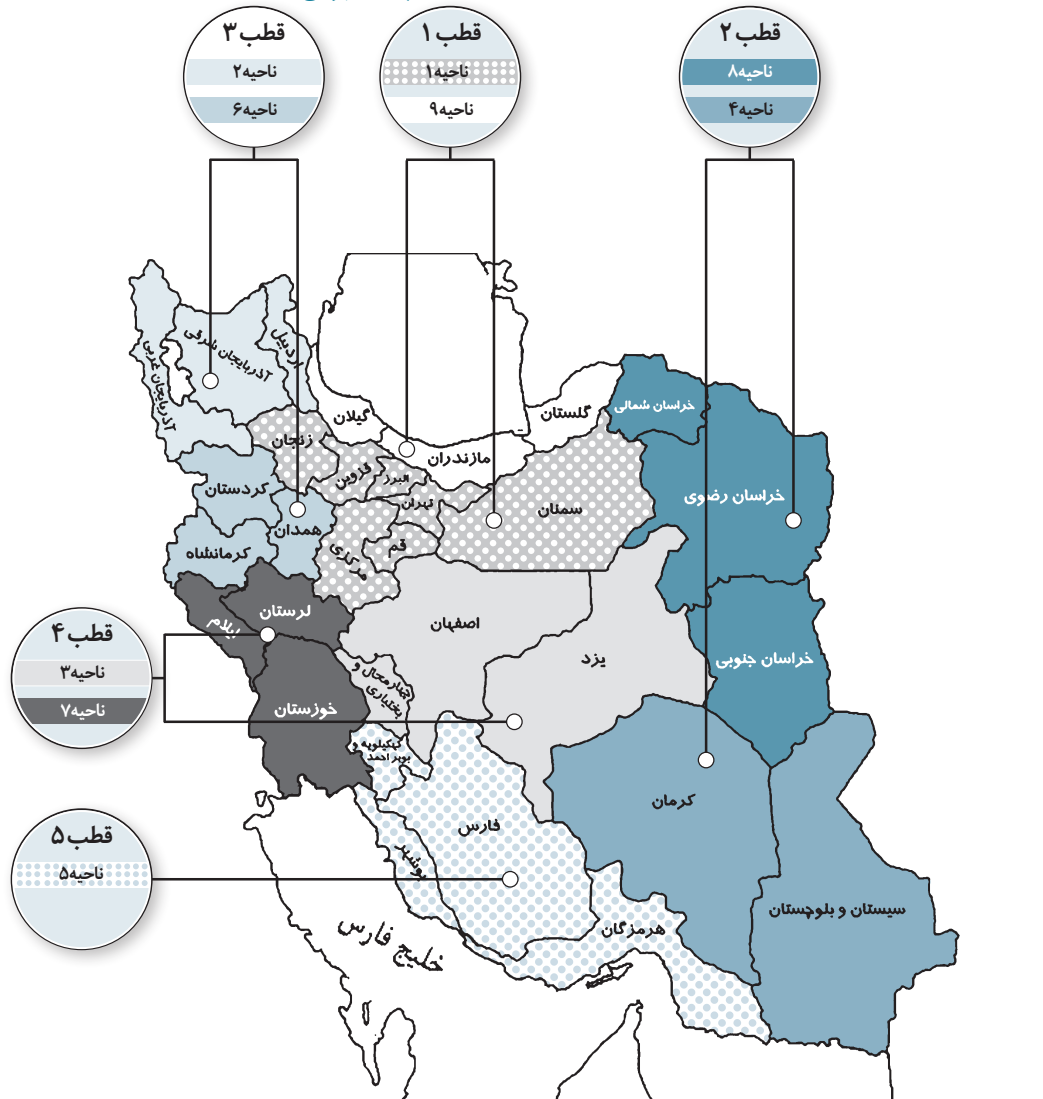 قطب ۳
ناحیه۲
ناحیه۶
قطب ۱
ناحیه۱
ناحیه۹
قطب ۲
ناحیه۸
ناحیه۴
آذربایجان شرقی
اردبیل
آذربایجان غربی
گیلان
گلستان
خراسان شمالی
زنجان
مازندران
قزوین
البرز
تهران
کردستان
سمنان
خراسان رضوی
همدان
کرمانشاه
مرکزی
قم
لرستان
ایلام
اصفهان
یزد
خراسان جنوبی
قطب ۴
ناحیه۳
ناحیه۷
چهارمحال و
بختیاری
خوزستان
کهکیلویه و
بویر احمد
کرمان
فارس
قطب ۵
ناحیه۵
بوشهر
هرمزگان
سیستان و بلوچستان
خلیج فارس